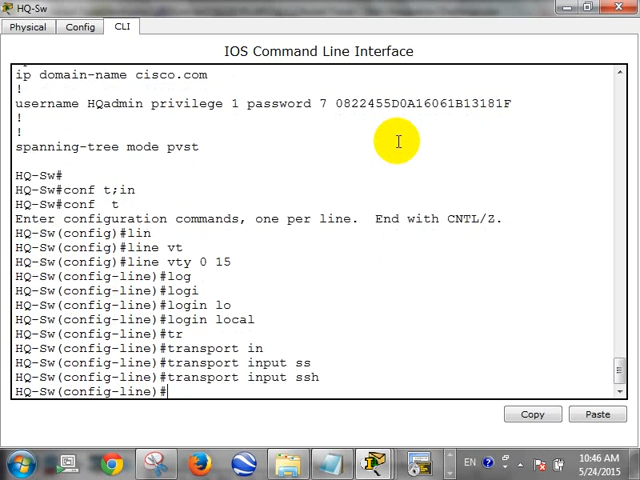 HQ-Sw
Physical
Config
CLI
IOS Command Line Interface
ip domain-name cisco.com
!
username HQadmin privilege 1 password 7 0822455D0A16061B13181F
!
!
spanning-tree mode pvst
HQ-Sw#
HQ-Sw#conf t;in
HQ-Sw#conf  t
Enter configuration commands, one per line.  End with CNTL/Z.
HQ-Sw(config)#lin
HQ-Sw(config)#line vt
HQ-Sw(config)#line vty 0 15
HQ-Sw(config-line)#log
HQ-Sw(config-line)#logi
HQ-Sw(config-line)#login lo
HQ-Sw(config-line)#login local
HQ-Sw(config-line)#tr
HQ-Sw(config-line)#transport in
HQ-Sw(config-line)#transport input ss
HQ-Sw(config-line)#transport input ssh
HQ-Sw(config-line)#
Copy
Paste
EN
10:46 AM
5/24/2015